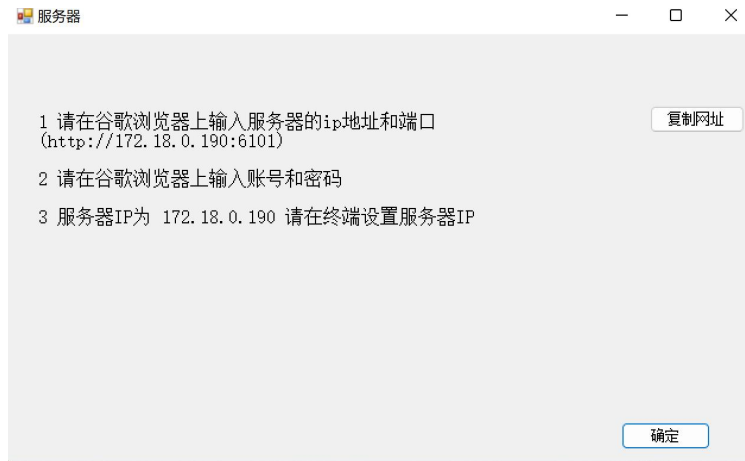 服务器
1 请在谷歌浏览器上输入服务器的ip地址和端口
(http://172.18.0.190:6101)
复制网址
2 请在谷歌浏览器上输入账号和密码
3 服务器IP为 172.18.0.190 请在终端设置服务器IP
确定